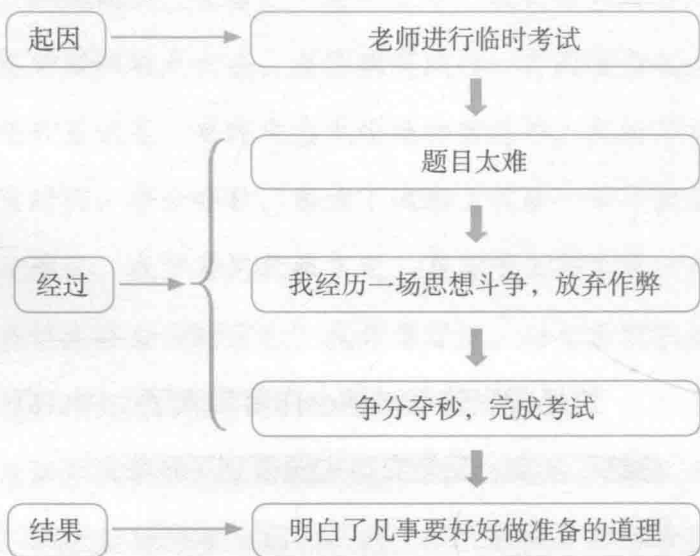 起因
老师进行临时考试
题目太难
经过
我经历一场思想斗争，放弃作弊
争分夺秒，完成考试
结果
明白了凡事要好好做准备的道理